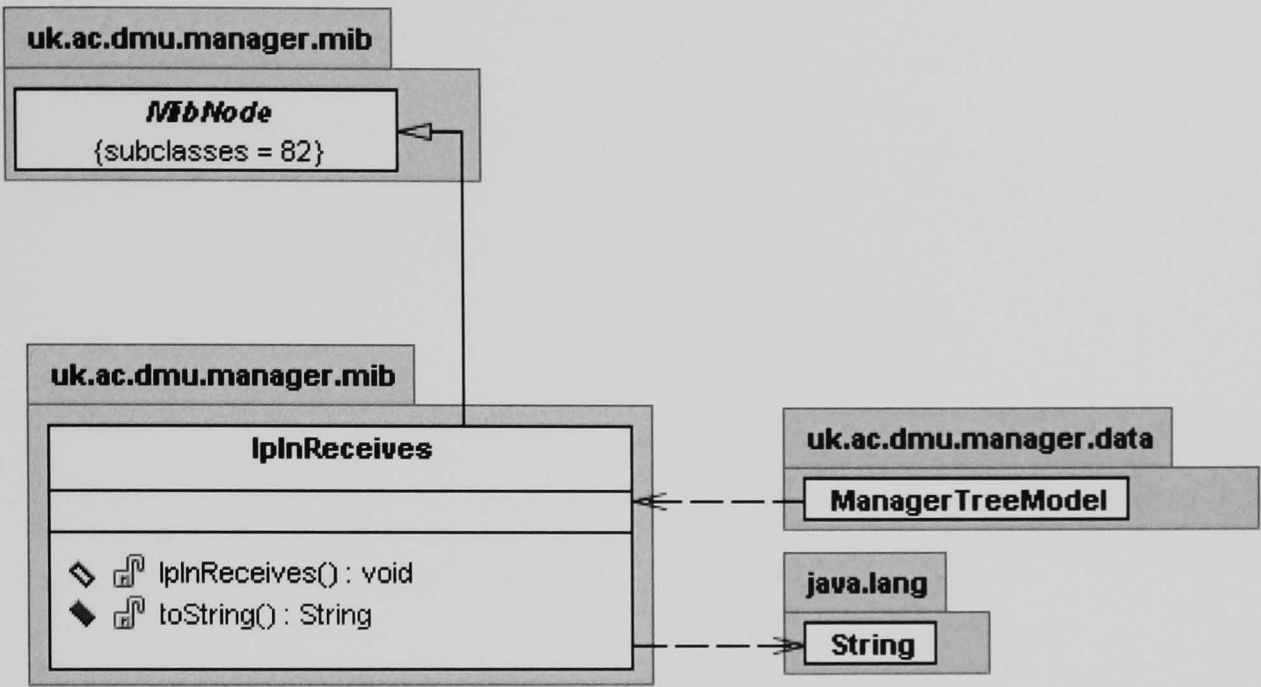 uk.ac.dmu.manager.mib
MibNode
{subclasses = 82}
uk.ac.dmu.manager.mib
IpInReceives
IpInReceives() : void
toString() : String
uk.ac.dmu.manager.data
ManagerTreeModel
java.lang
String